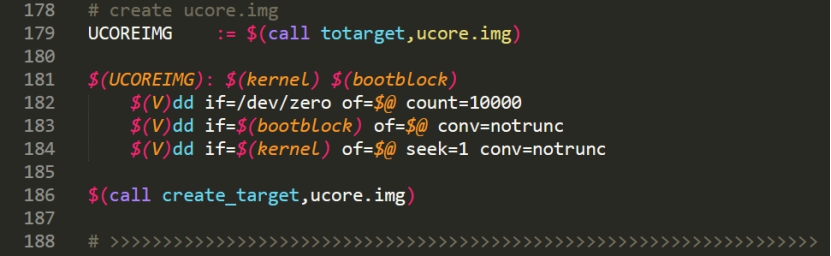 178 # create ucore.img
179 UCOREIMG    := $(call totarget,ucore.img)
180
181 $(UCOREIMG): $(kernel) $(bootblock)
182     $(V)dd if=/dev/zero of=$@ count=10000
183     $(V)dd if=$(bootblock) of=$@ conv=notrunc
184     $(V)dd if=$(kernel) of=$@ seek=1 conv=notrunc
185
186 $(call create_target,ucore.img)
187
188 # >>>>>>>>>>>>>>>>>>>>>>>>>>>>>>>>>>>>>>>>>>>>>>>>>>>>>>>>>>>>>>>>>>>